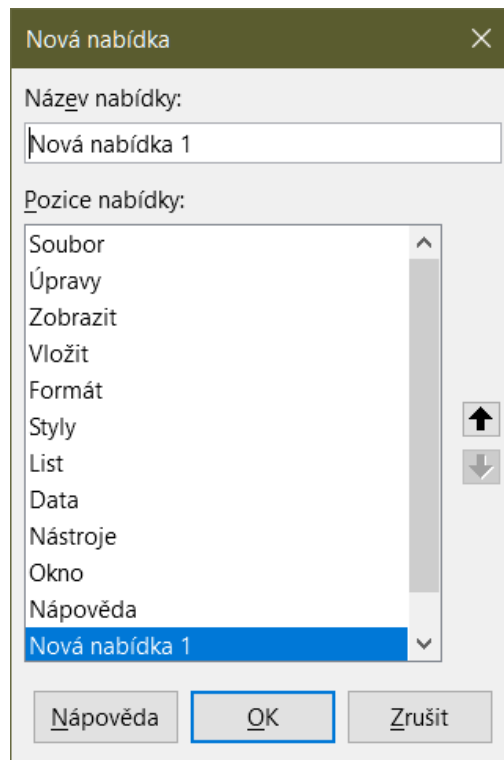 Nová nabídka
Název nabídky:
Nová nabídka 1
Pozice nabídky:
Soubor
Úpravy
Zobrazit
Vložit
Formát
Styly
List
Data
Nástroje
Okno
Nápověda
Nová nabídka 1
Nápověda OK Zrušit